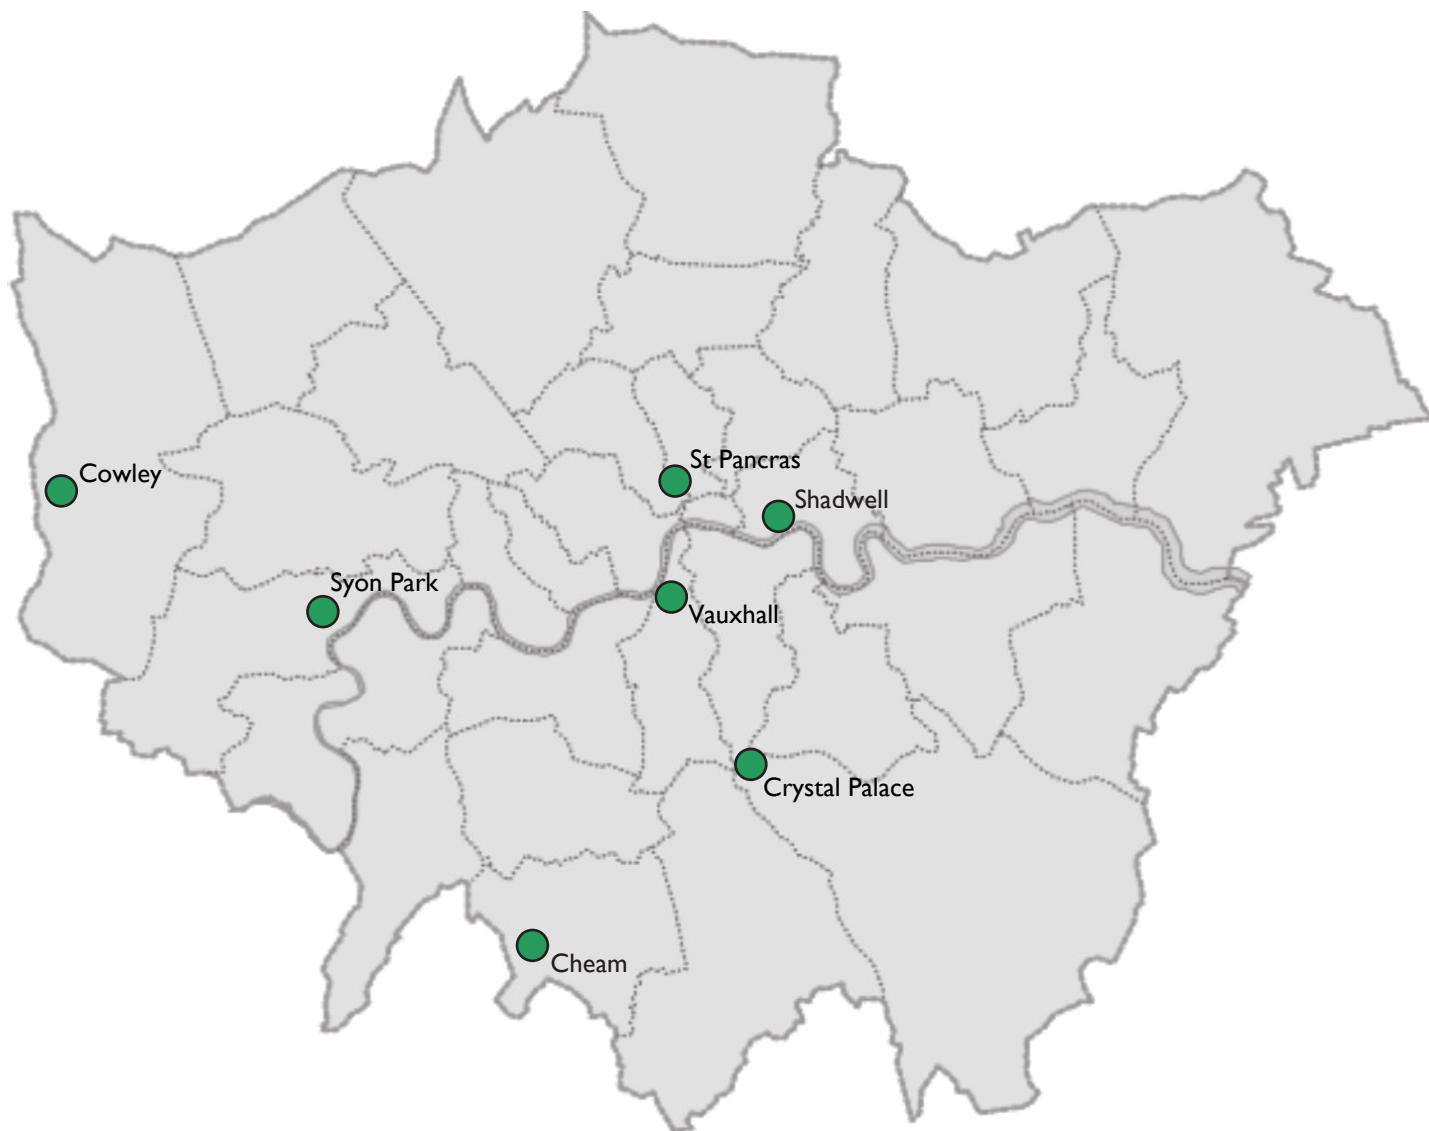 St Pancras
Cowley
Shadwell
Syon Park
Vauxhall
Crystal Palace
Cheam